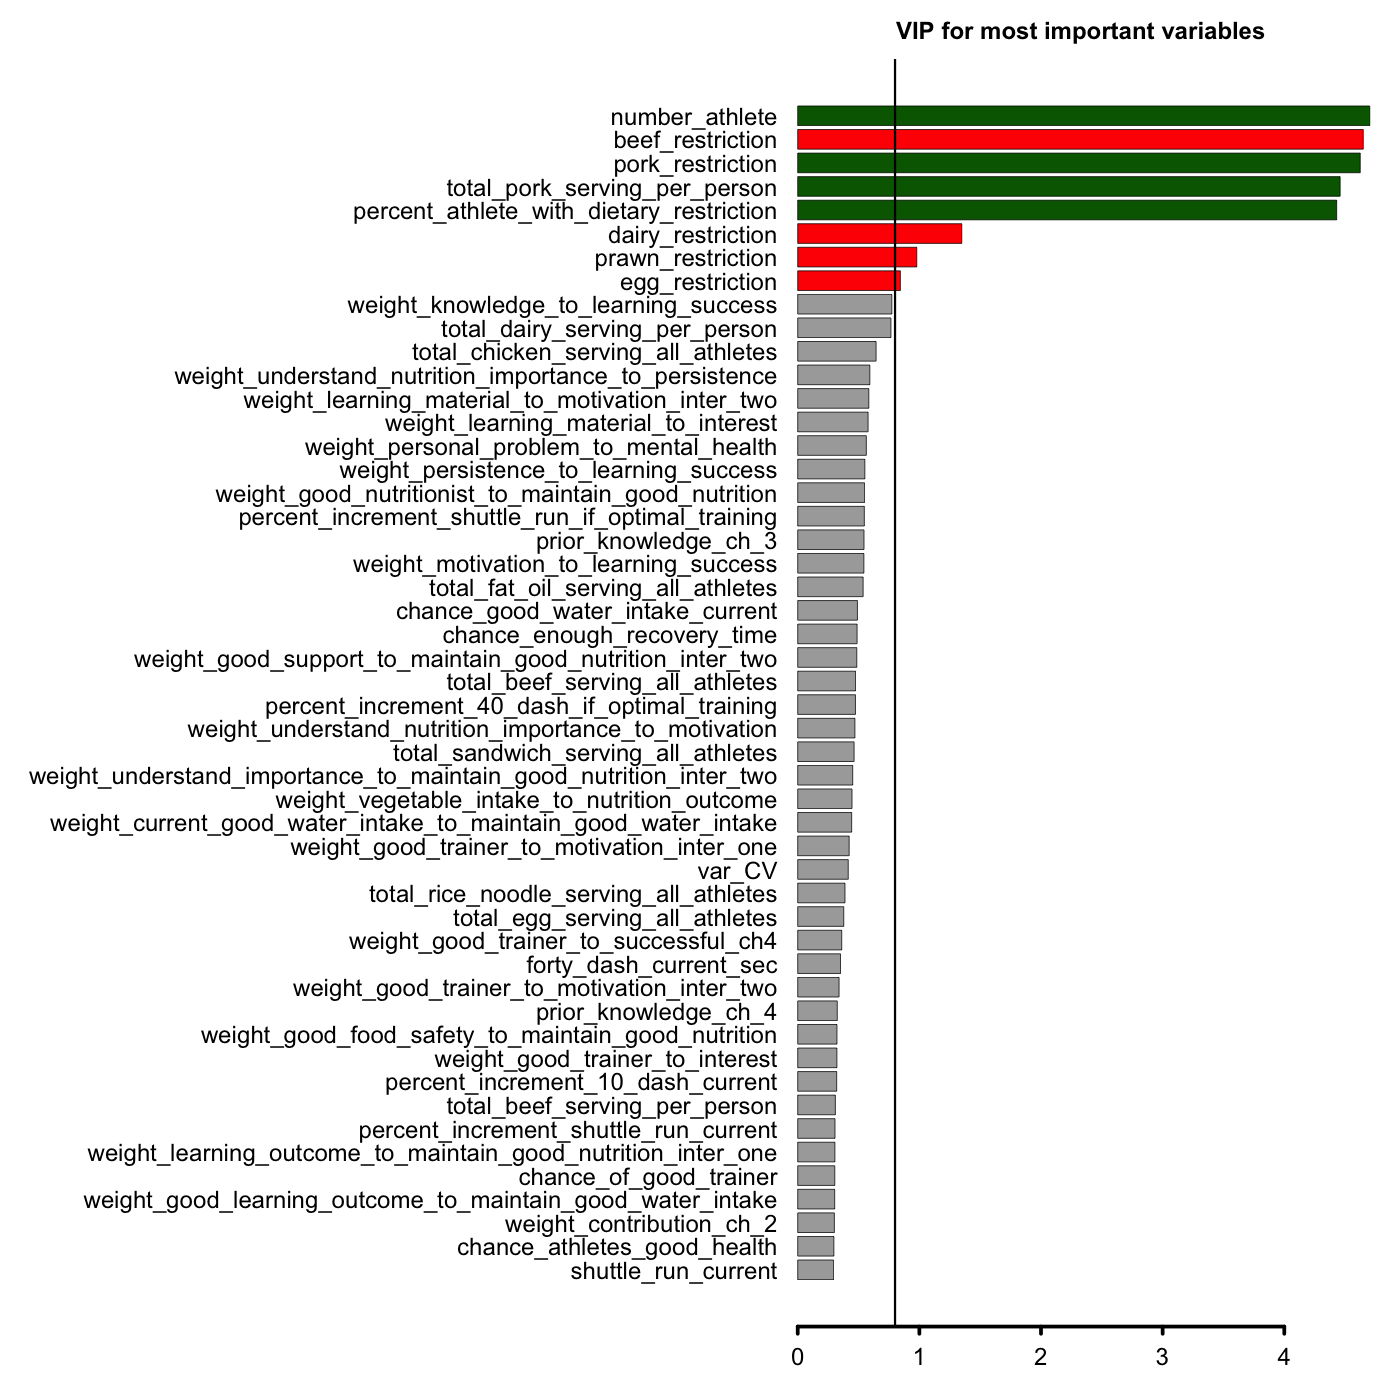 VIP for most important variables
number_athlete
beef_restriction
pork_restriction
total_pork_serving_per_person
percent_athlete_with_dietary_restriction
dairy_restriction
prawn_restriction
egg_restriction
weight_knowledge_to_learning_success
total_dairy_serving_per_person
total_chicken_serving_all_athletes
weight_understand_nutrition_importance_to_persistence
weight_learning_material_to_motivation_inter_two
weight_learning_material_to_interest
weight_personal_problem_to_mental_health
weight_persistence_to_learning_success
weight_good_nutritionist_to_maintain_good_nutrition
percent_increment_shuttle_run_if_optimal_training
prior_knowledge_ch_3
weight_motivation_to_learning_success
total_fat_oil_serving_all_athletes
chance_good_water_intake_current
chance_enough_recovery_time
weight_good_support_to_maintain_good_nutrition_inter_two
total_beef_serving_all_athletes
percent_increment_40_dash_if_optimal_training
weight_understand_nutrition_importance_to_motivation
total_sandwich_serving_all_athletes
weight_understand_importance_to_maintain_good_nutrition_inter_two
weight_vegetable_intake_to_nutrition_outcome
weight_current_good_water_intake_to_maintain_good_water_intake
weight_good_trainer_to_motivation_inter_one
var_CV
total_rice_noodle_serving_all_athletes
total_egg_serving_all_athletes
weight_good_trainer_to_successful_ch4
forty_dash_current_sec
weight_good_trainer_to_motivation_inter_two
prior_knowledge_ch_4
weight_good_food_safety_to_maintain_good_nutrition
weight_good_trainer_to_interest
percent_increment_10_dash_current
total_beef_serving_per_person
percent_increment_shuttle_run_current
weight_learning_outcome_to_maintain_good_nutrition_inter_one
chance_of_good_trainer
weight_good_learning_outcome_to_maintain_good_water_intake
weight_contribution_ch_2
chance_athletes_good_health
shuttle_run_current
0 1 2 3 4